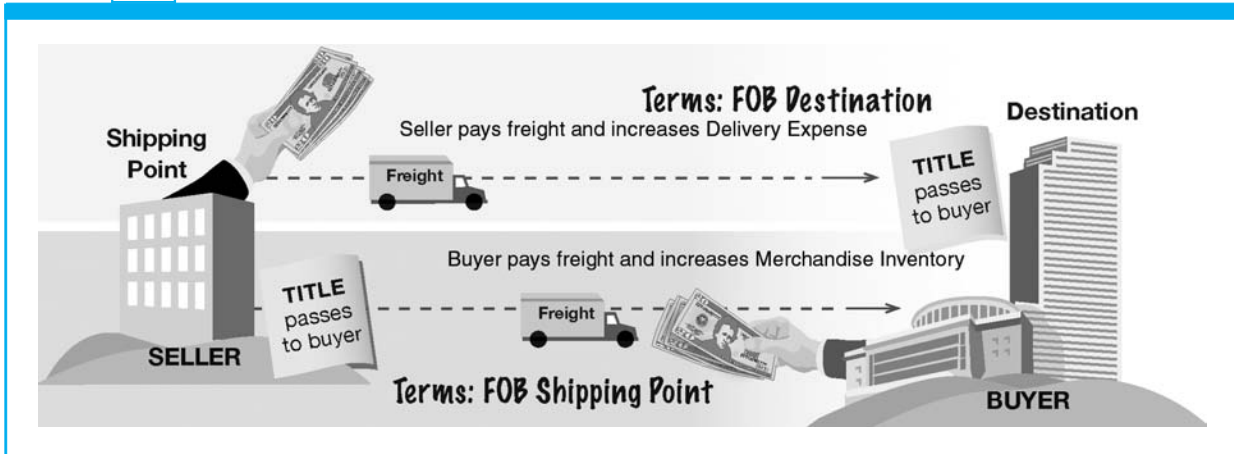 Terms: FOB Destination
Seller pays freight and increases Delivery Expense
Destination
Shipping
Point
Freight
TITLE
passes
to buyer
Buyer pays freight and increases Merchandise Inventory
TITLE
passes
to buyer
Freight
SELLER
Terms: FOB Shipping Point
BUYER